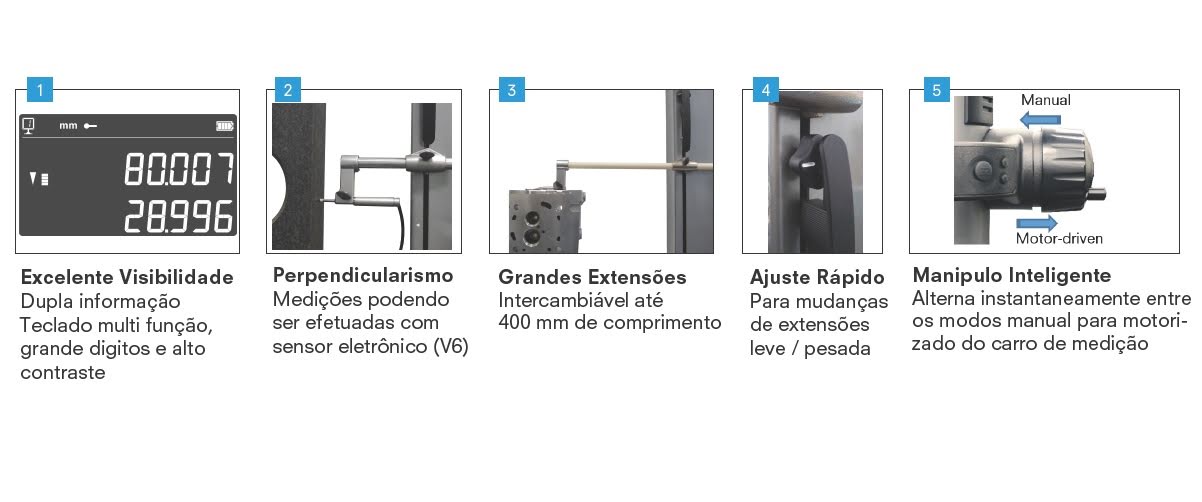 1
mm
80.007
28.996
Excelente Visibilidade
Dupla informação
Teclado multi função,
grande digitos e alto
contraste
2
Perpendicularismo
Medições podendo
ser efetuadas com
sensor eletrônico (V6)
3
Grandes Extensões
Intercambiável até
400 mm de comprimento
4
Ajuste Rápido
Para mudanças
de extensões
leve / pesada
5
Manual
Motor-driven
Manipulo Inteligente
Alterna instantaneamente entre
os modos manual para motori-
zado do carro de medição